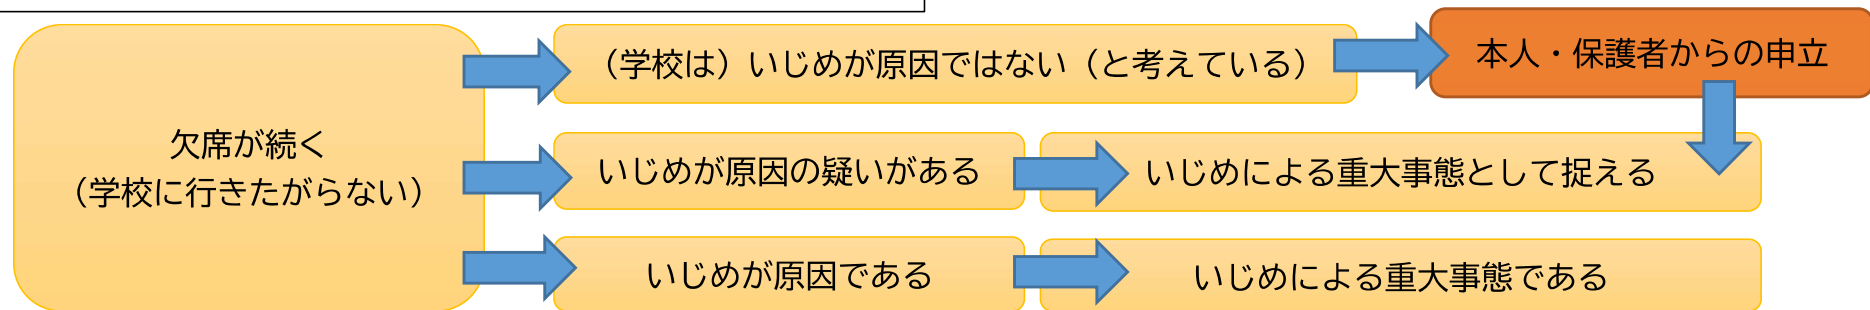 欠席が続く
（学校に行きたがらない）
（学校は）いじめが原因ではない（と考えている）
本人・保護者からの申立
いじめが原因の疑いがある
いじめによる重大事態として捉える
いじめが原因である
いじめによる重大事態である